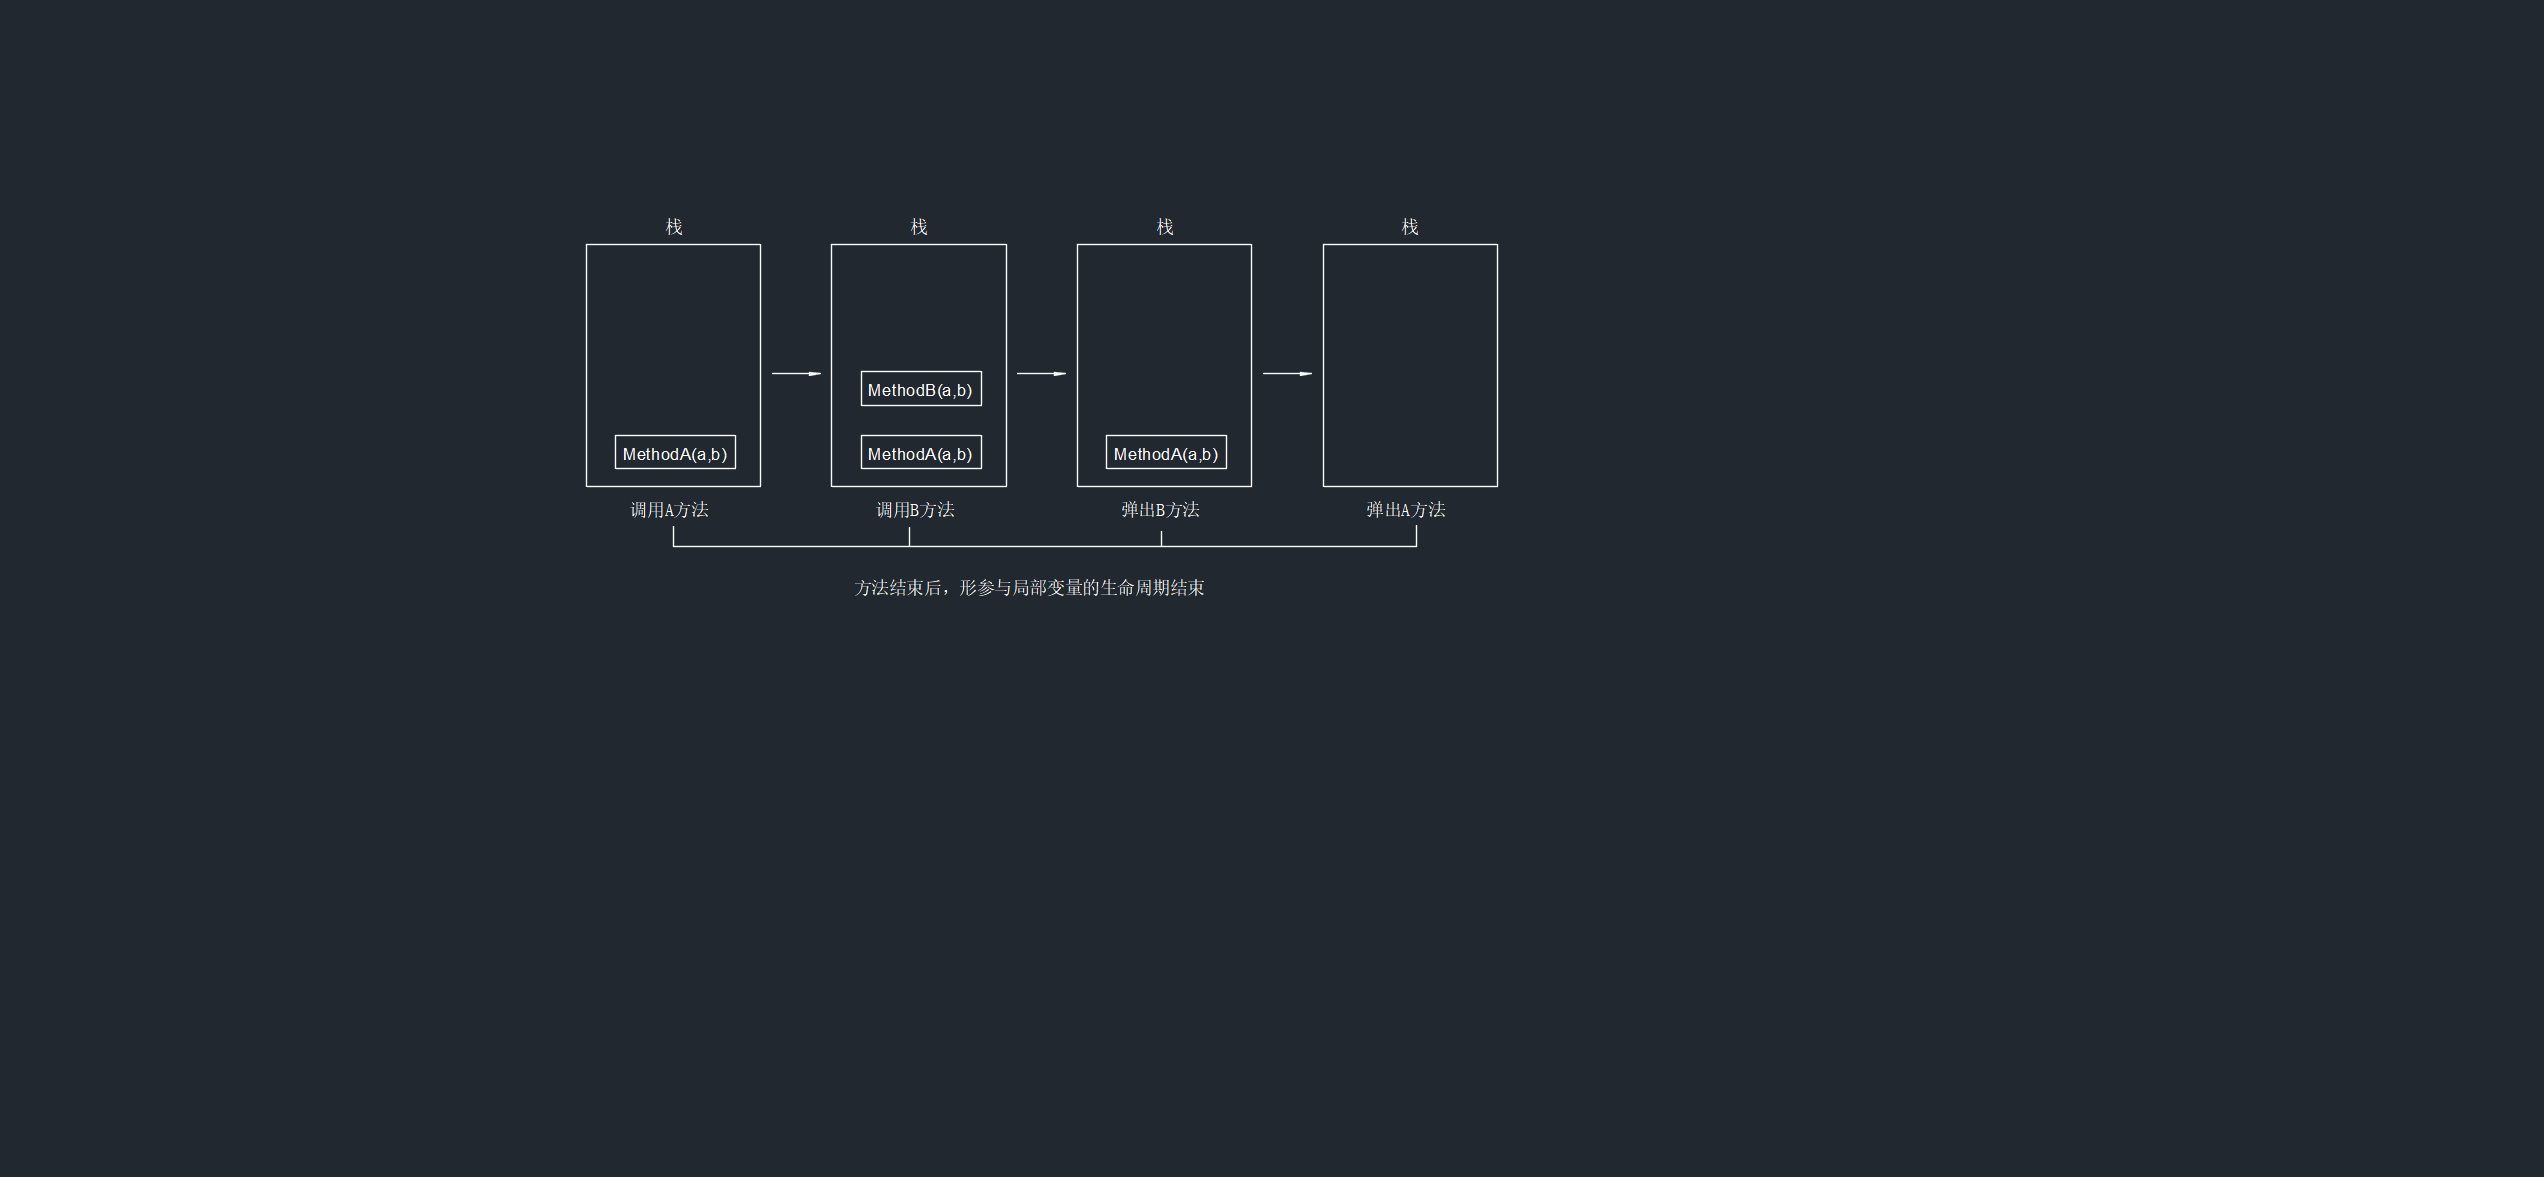 栈
栈
栈
栈
MethodB(a,b)
MethodA(a,b)
MethodA(a,b)
MethodA(a,b)
调用A方法
调用B方法
弹出B方法
弹出A方法
方法结束后，形参与局部变量的生命周期结束